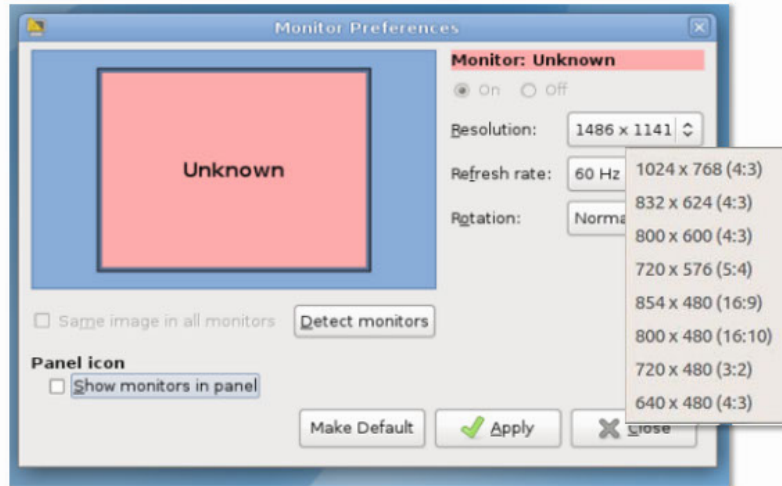 Monitor Preferences
Monitor: Unknown
On Off
Resolution: 1486 x 1141
Refresh rate: 60 Hz
Rotation: Norma
Unknown
1024 x 768 (4:3)
832 x 624 (4:3)
800 x 600 (4:3)
720 x 576 (5:4)
854 x 480 (16:9)
800 x 480 (16:10)
720 x 480 (3:2)
640 x 480 (4:3)
Same image in all monitors Detect monitors
Panel icon
Show monitors in panel
Make Default Apply Close